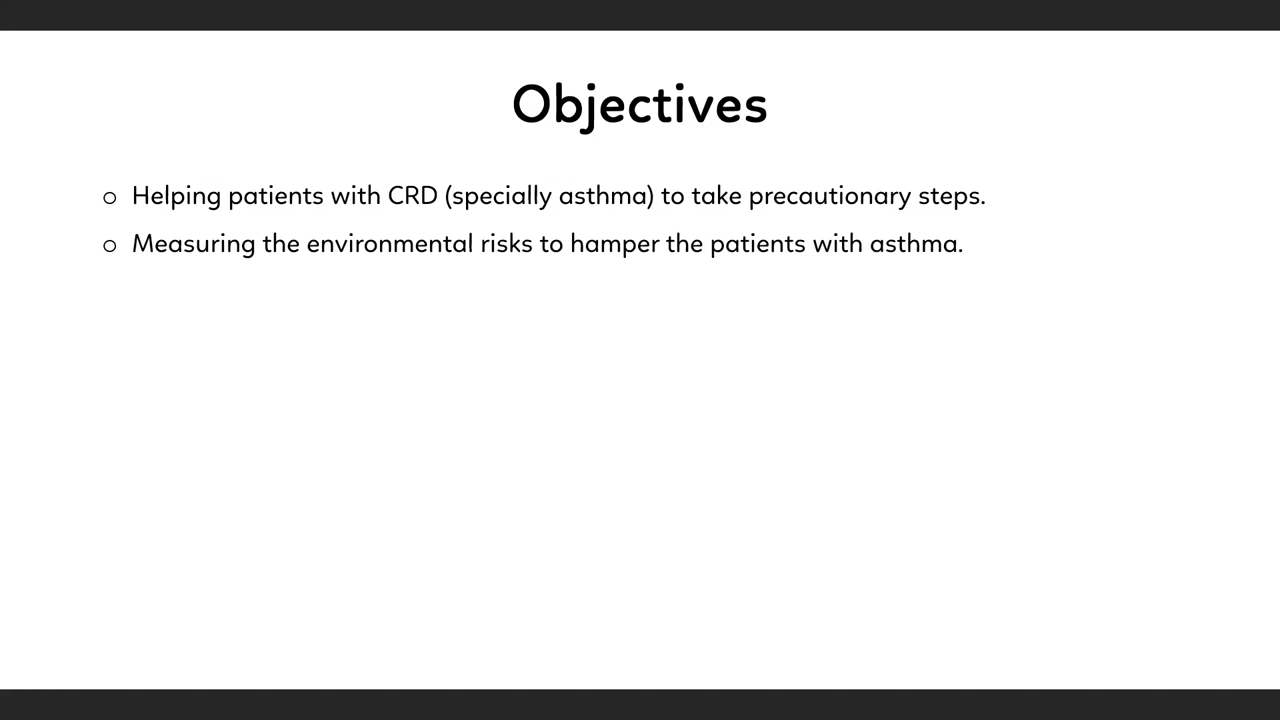 Objectives
○ Helping patients with CRD (specially asthma) to take precautionary steps.
○ Measuring the environmental risks to hamper the patients with asthma.